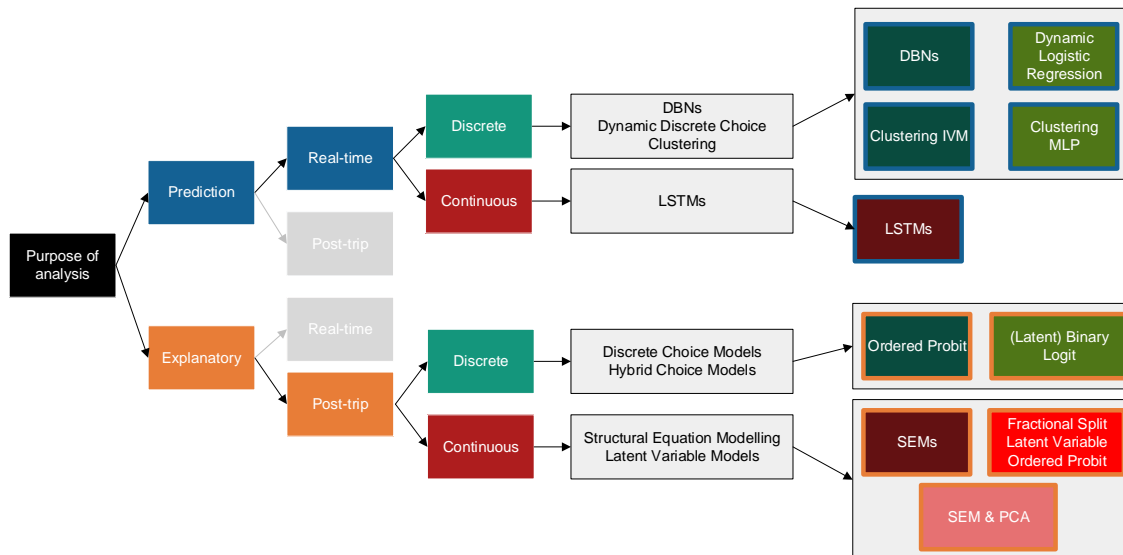 Purpose of
analysis
Prediction
Explanatory
Real-time
Post-trip
Real-time
Post-trip
Discrete
Continuous
Discrete
Continuous
DBNs
Dynamic Discrete Choice
Clustering
LSTMs
Discrete Choice Models
Hybrid Choice Models
Structural Equation Modelling
Latent Variable Models
DBNs
Dynamic
Logistic
Regression
Clustering IVM
Clustering
MLP
LSTMs
Ordered Probit
(Latent) Binary
Logit
SEMs
Fractional Split
Latent Variable
Ordered Probit
SEM & PCA